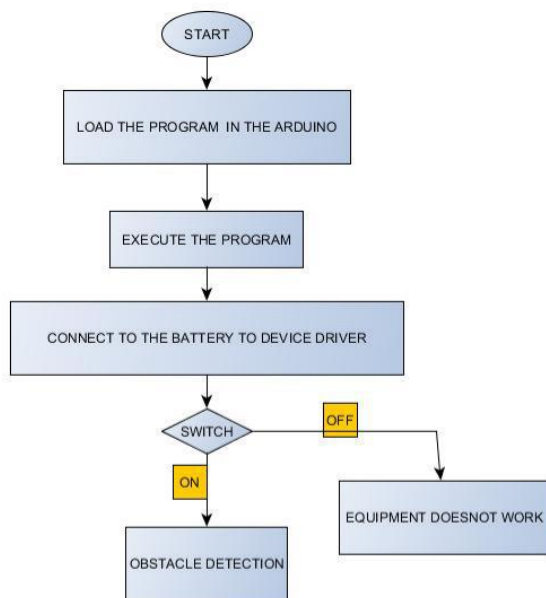 START
LOAD THE PROGRAM IN THE ARDUINO
EXECUTE THE PROGRAM
CONNECT TO THE BATTERY TO DEVICE DRIVER
SWITCH
OFF
ON
EQUIPMENT DOESNOT WORK
OBSTACLE DETECTION